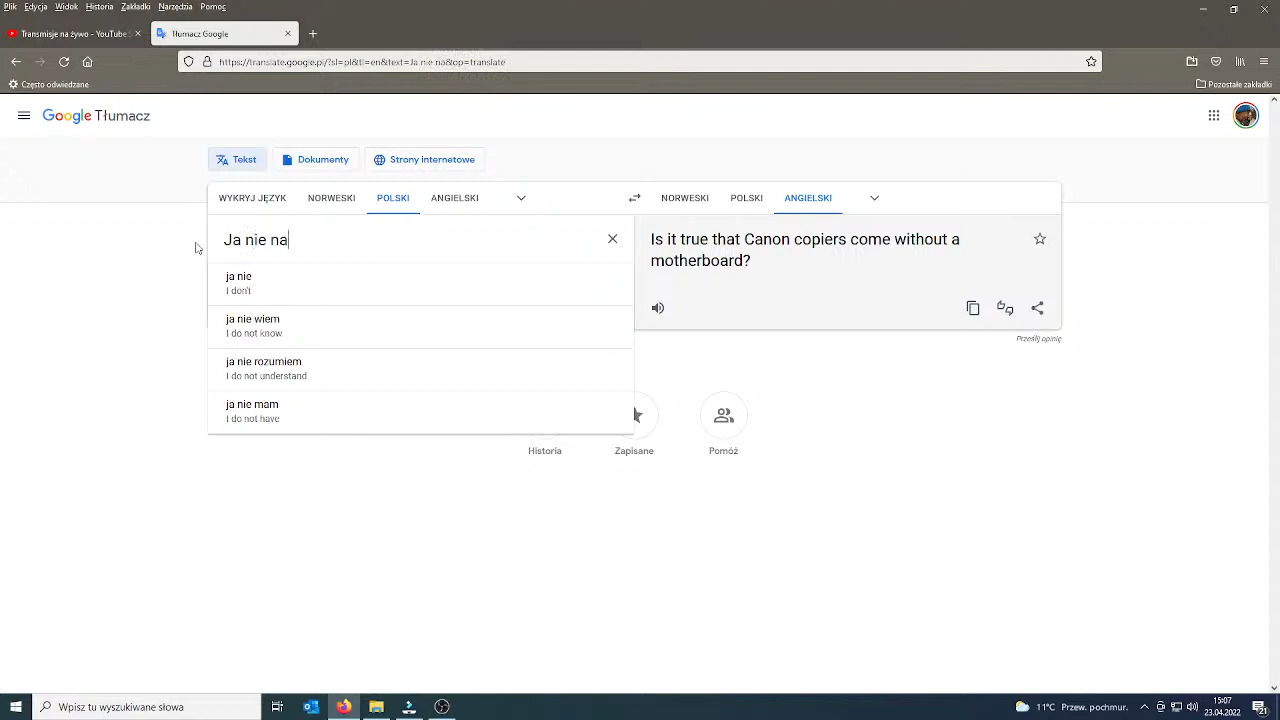 Plik Edycja Widok Historia Zakładki Narzędzia Pomoc
Transmisje na żywo - YouTube S
Tłumacz Google
https://translate.google.pl/?sl=pl&tl=en&text=Ja nie na&op=translate
Często odwiedzane
Pozostałe zakładki
Google Tłumacz
Tekst
Dokumenty
Strony internetowe
WYKRYJ JĘZYK NORWESKI POLSKI ANGIELSKI
NORWESKI POLSKI ANGIELSKI
Ja nie na
Is it true that Canon copiers come without a
motherboard?
ja nie
I don't
ja nie wiem
I do not know.
ja nie rozumiem
I do not understand.
ja nie mam
I do not have
Prześlij opinię
Historia
Zapisane
Pomóż
Wpisz tu wyszukiwane słowa
11°C Przew. pochmur.
15:07
23.04.2022